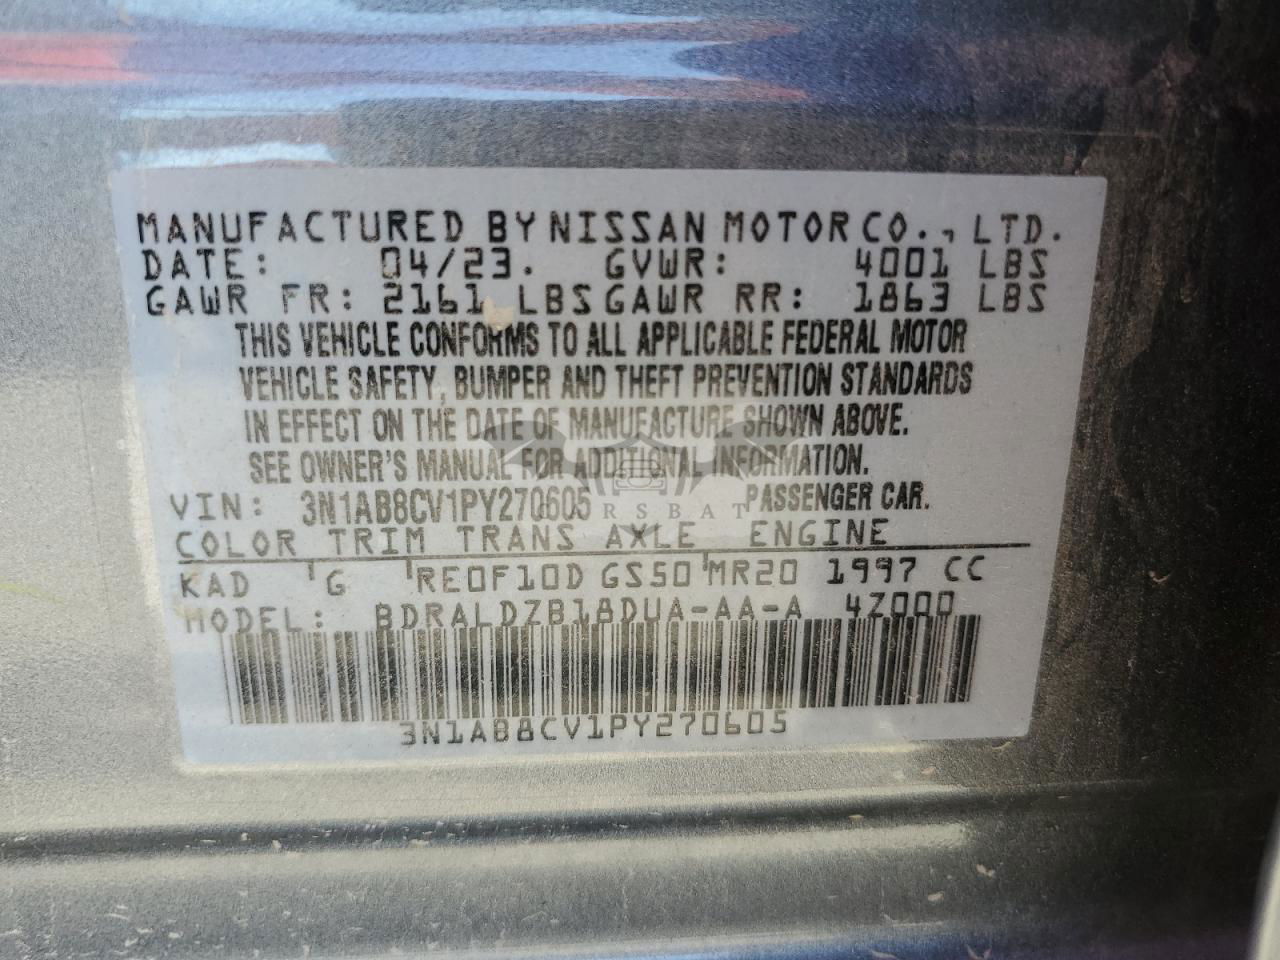 MANUFACTURED BY NISSAN MOTOR CO., LTD.
DATE: 04/23. GVWR: 4001 LBS
GAWR FR: 2161 LBS GAWR RR: 1863 LBS
THIS VEHICLE CONFORMS TO ALL APPLICABLE FEDERAL MOTOR
VEHICLE SAFETY, BUMPER AND THEFT PREVENTION STANDARDS
IN EFFECT ON THE DATE OF MANUFACTURE SHOWN ABOVE.
SEE OWNER'S MANUAL FOR ADDITIONAL INFORMATION.
VIN: 3N1AB8CV1PY270605 PASSENGER CAR.
RSBAT
COLOR TRIM TRANS AXLE ENGINE
KAD G RE0F10D GS50 MR20 1997 CC
MODEL: BDRALDZB18DUA-AA-A 4Z000
3N1AB8CV1PY270605